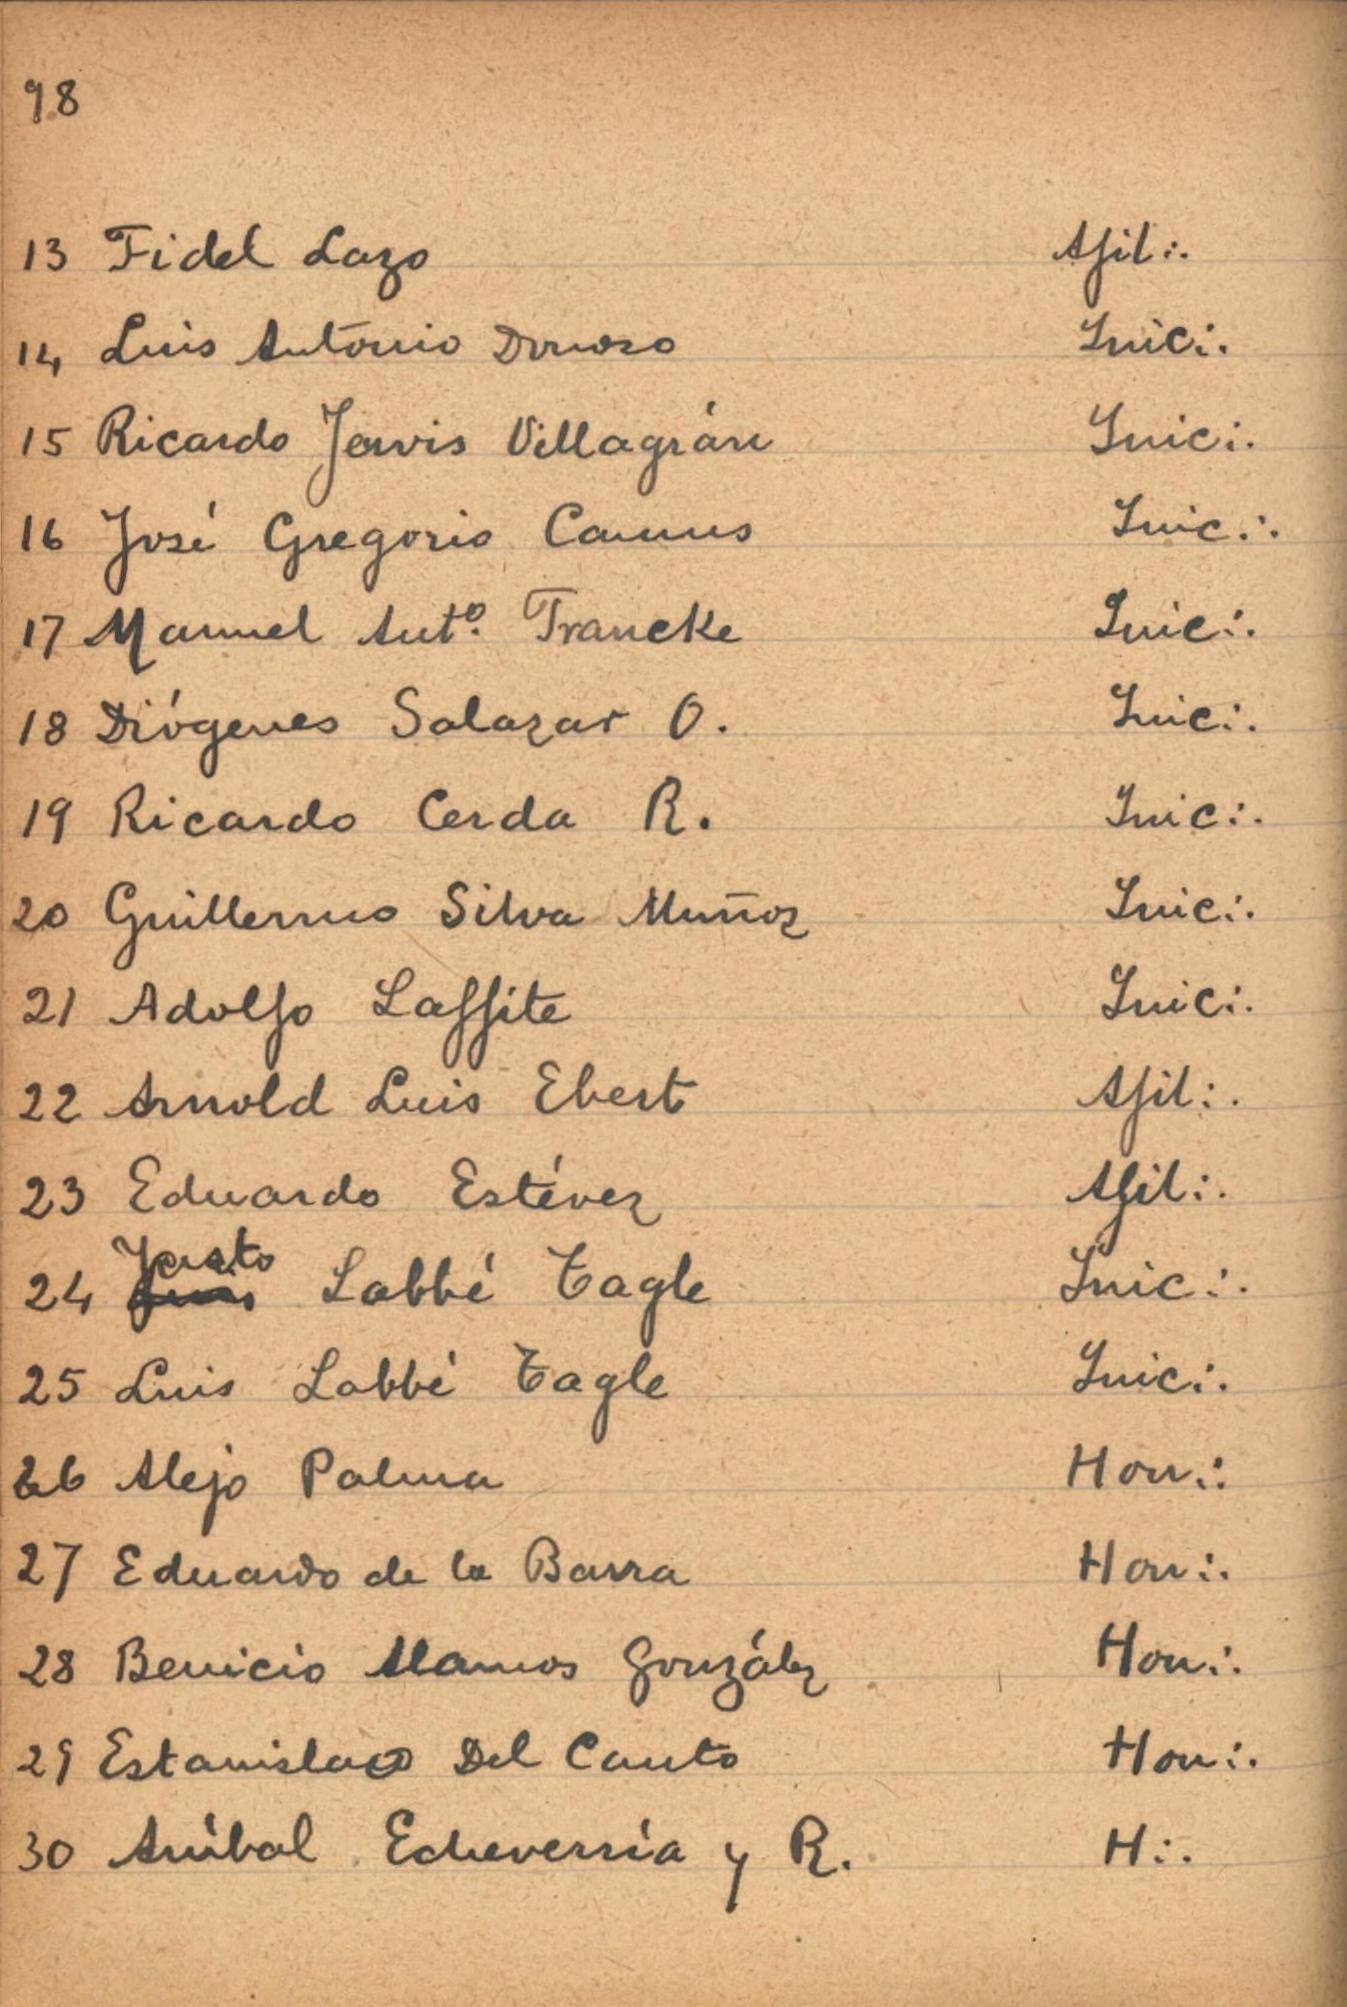 98
13 Fidel Lazo Afil∴
14 Luis Antonio Donoso Inic∴
15 Ricardo Jervis Villagrán Inic∴
16 José Gregorio Camus Inic∴
17 Manuel Antº. Francke Inic∴
18 Diógenes Salazar O. Inic∴
19 Ricardo Cerda R. Inic∴
20 Guillermo Silva Muñoz Inic∴
21 Adolfo Laffite Inic∴
22 Arnold Luis Ebert Afil∴
23 Eduardo Estévez Afil∴
24 Justo Labbé Tagle Inic∴
25 Luis Labbé Tagle Inic∴
26 Alejo Palma Hon∴
27 Eduardo de la Barra Hon∴
28 Benicio Alamos González Hon∴
29 Estanislao Del Canto Hon∴
30 Aníbal Echeverría y R. H∴